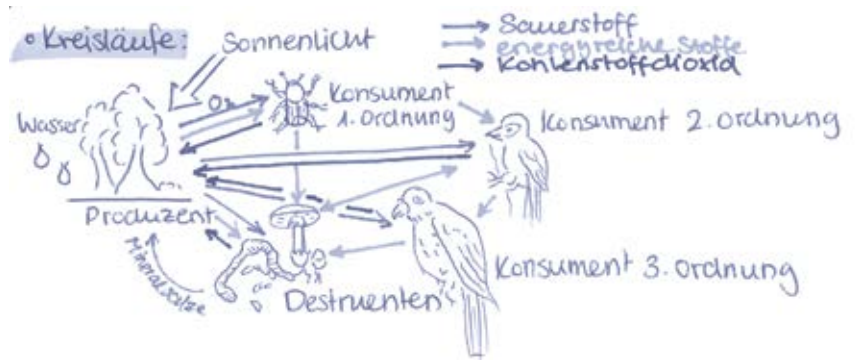 • Kreisläufe:
Sonnenlicht
→ Sauerstoff
→ energyreiche Stoffe
→ Kohlenstoffdioxid
Wasser
O₂
Konsument
1. Ordnung
Konsument 2. Ordnung
Produzent
Mineralsalze
Destruenten
Konsument 3. Ordnung